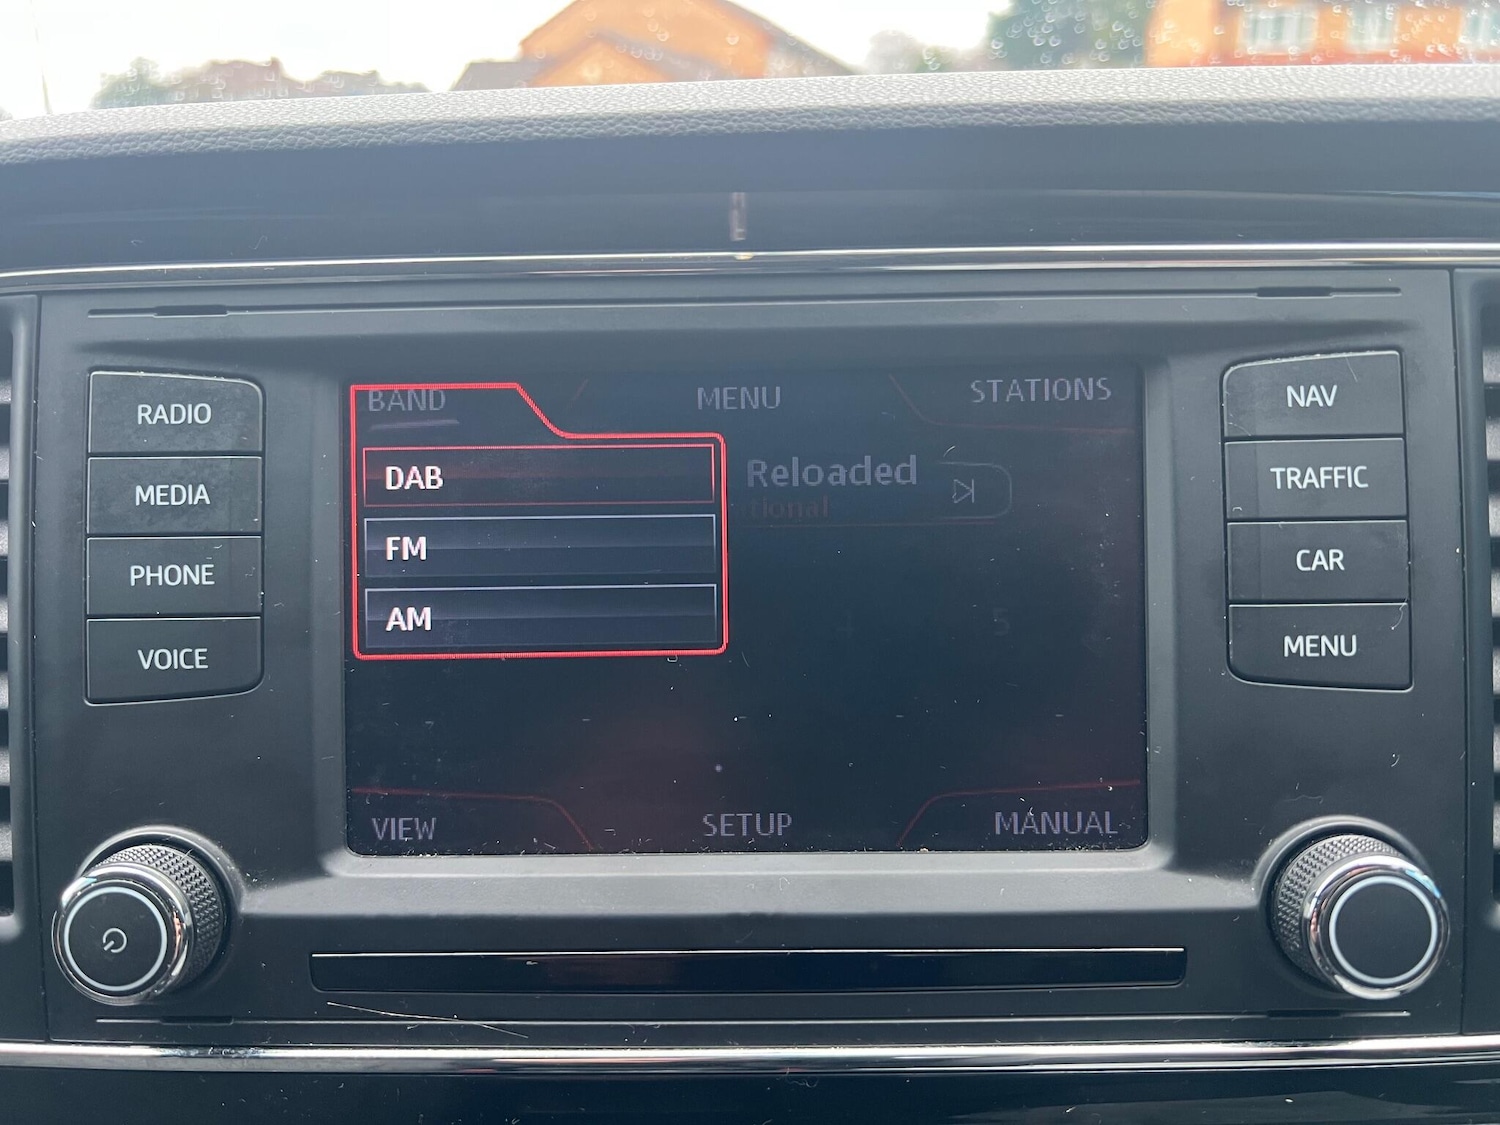 RADIO
MEDIA
PHONE
VOICE
BAND
MENU
STATIONS
DAB
FM
AM
Reloaded
VIEW
SETUP
MANUAL
NAV
TRAFFIC
CAR
MENU